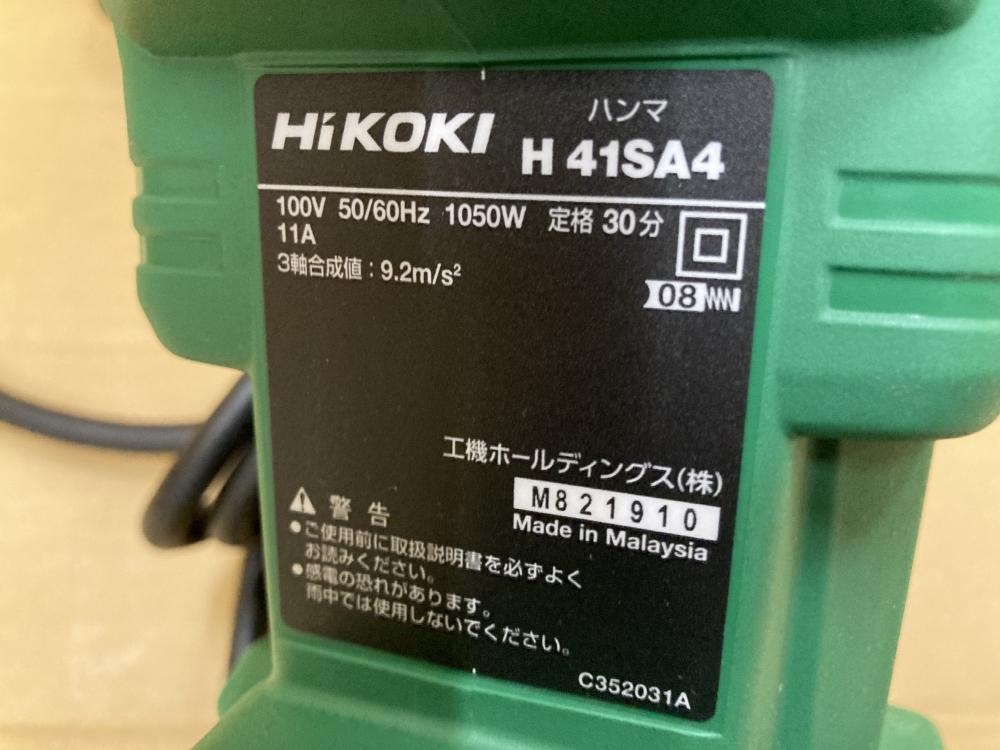 HiKOKI
ハンマ
H 41SA4
100V 50/60Hz 1050W 定格 30分
11A
3軸合成値：9.2m/s²
08
工機ホールディングス(株)
M821910
Made in Malaysia
警告
●ご使用前に取扱説明書を必ずよく
お読みください。
●感電の恐れがあります。
雨中では使用しないでください。
C352031A